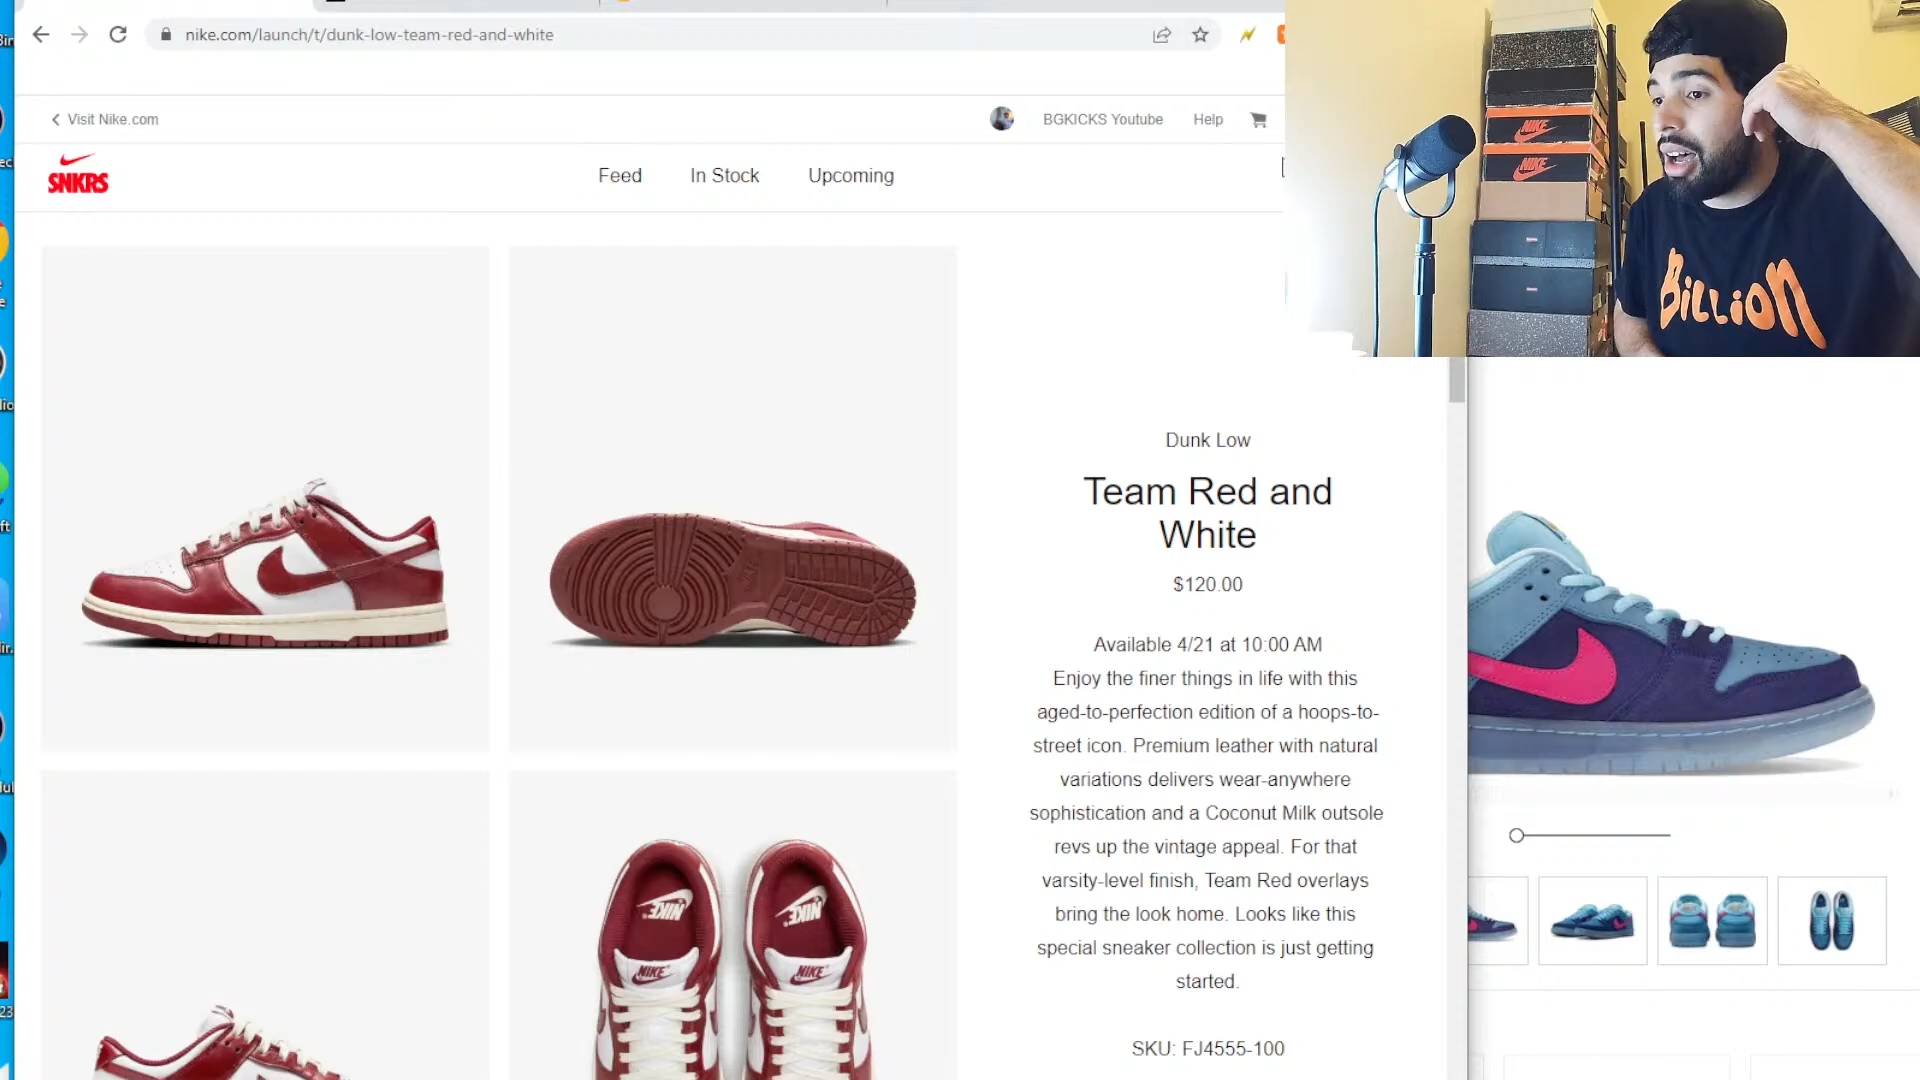 nike.com/launch/t/dunk-low-team-red-and-white
Visit Nike.com
BGKICKS Youtube
Help
SNKRS
Feed
In Stock
Upcoming
Dunk Low
Team Red and
White
$120.00
Available 4/21 at 10:00 AM
Enjoy the finer things in life with this
aged-to-perfection edition of a hoops-to-
street icon. Premium leather with natural
variations delivers wear-anywhere
sophistication and a Coconut Milk outsole
revs up the vintage appeal. For that
varsity-level finish, Team Red overlays
bring the look home. Looks like this
special sneaker collection is just getting
started.
SKU: FJ4555-100
NIKE
NIKE
NIKE
NIKE
NIKE
NIKE
BILLION